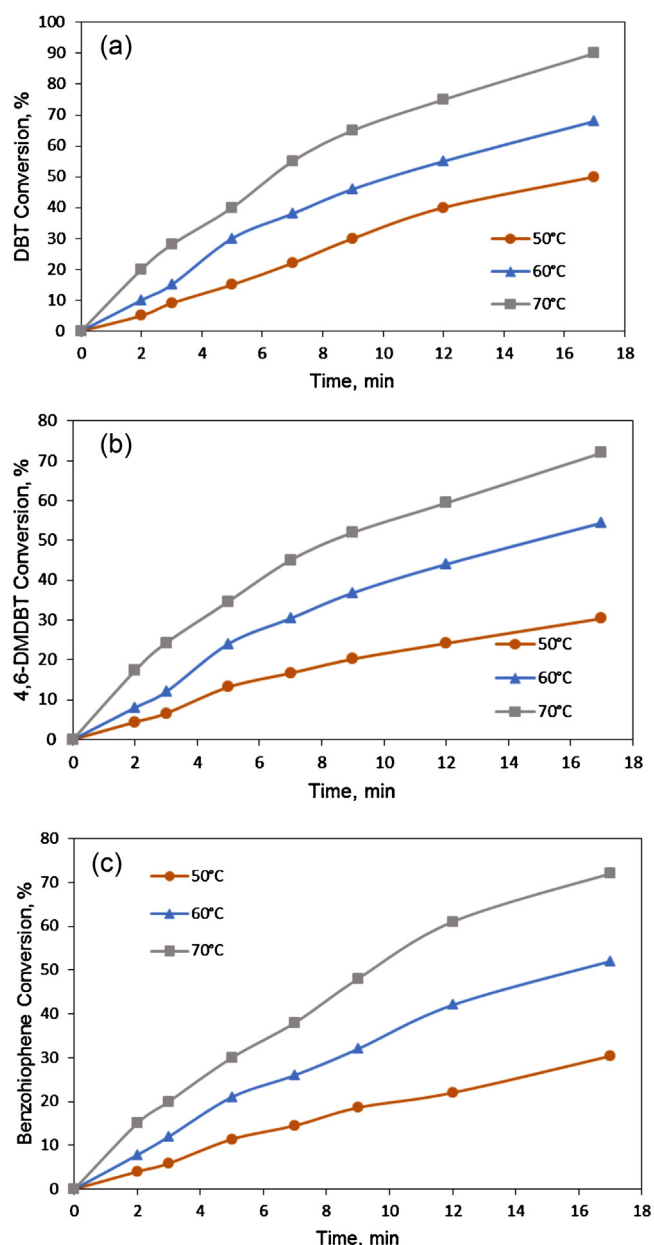 (a)
DBT Conversion, %
100
90
80
70
60
50
40
30
20
10
0
0 2 4 6 8 10 12 14 16 18
Time, min
50°C
60°C
70°C
(b)
4,6-DMDBT Conversion, %
80
70
60
50
40
30
20
10
0
0 2 4 6 8 10 12 14 16 18
Time, min
50°C
60°C
70°C
(c)
Benzohiophene Conversion, %
80
70
60
50
40
30
20
10
0
0 2 4 6 8 10 12 14 16 18
Time, min
50°C
60°C
70°C